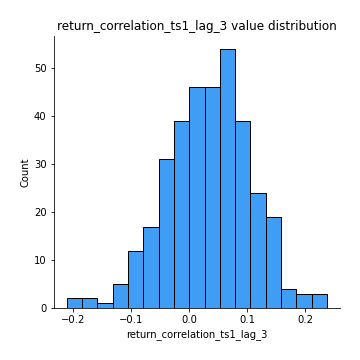 return_correlation_ts1_lag_3 value distribution
Count
50
40
30
20
10
0
−0.2 −0.1 0.0 0.1 0.2
return_correlation_ts1_lag_3